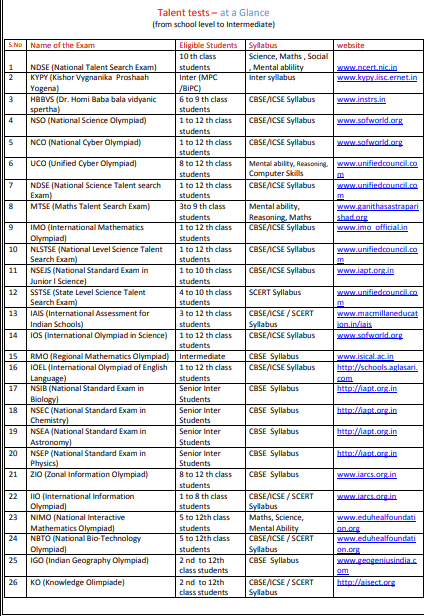 Talent tests – at a Glance
(from school level to Intermediate)
S.No Name of the Exam Eligible Students Syllabus website
1 NDSE (National Talent Search Exam) 10 th class students Science, Maths , Social , Mental ability www.ncert.nic.in
2 KYPY (Kishor Vygnanika Proshaah Yogena) Inter (MPC /BiPC) Inter syllabus www.kypy.iisc.ernet.in
3 HBBVS (Dr. Homi Baba bala vidyanic spertha) 6 to 9 th class students CBSE/ICSE Syllabus www.instrs.in
4 NSO (National Science Olympiad) 1 to 12 th class students CBSE/ICSE Syllabus www.sofworld.org
5 NCO (National Cyber Olympiad) 1 to 12 th class students CBSE/ICSE Syllabus www.sofworld.org
6 UCO (Unified Cyber Olympiad) 8 to 12 th class students Mental ability, Reasoning, Computer Skills www.unifiedcouncil.com
7 NDSE (National Science Talent search Exam) 1 to 12 th class students CBSE/ICSE Syllabus www.unifiedcouncil.com
8 MTSE (Maths Talent Search Exam) 3to 9 th class students Mental ability, Reasoning, Maths www.ganithasastraparishad.org
9 IMO (International Mathematics Olympiad) 1 to 12 th class students CBSE/ICSE Syllabus www.imo official.in
10 NLSTSE (National Level Science Talent Search Exam) 1 to 12 th class students CBSE/ICSE Syllabus www.unifiedcouncil.com
11 NSEJS (National Standard Exam in Junior l Science) 1 to 10 th class students CBSE/ICSE Syllabus www.iapt.org.in
12 SSTSE (State Level Science Talent Search Exam) 4 to 10 th class students SCERT Syllabus www.unifiedcouncil.com
13 IAIS (International Assessment for Indian Schools) 3 to 12 th class students CBSE/ICSE / SCERT Syllabus www.macmillaneducation.in/iais
14 IOS (International Olympiad in Science) 1 to 12 th class students CBSE/ICSE Syllabus www.sofworld.org
15 RMO (Regional Mathematics Olympiad) Intermediate CBSE Syllabus www.isical.ac.in
16 IOEL (International Olympiad of English Language) 1 to 12 th class students CBSE/ICSE Syllabus http://schools.aglasari.com
17 NSIB (National Standard Exam in Biology) Senior Inter Students CBSE Syllabus http://iapt.org.in
18 NSEC (National Standard Exam in Chemistry) Senior Inter Students CBSE Syllabus http://iapt.org.in
19 NSEA (National Standard Exam in Astronomy) Senior Inter Students CBSE Syllabus http://iapt.org.in
20 NSEP (National Standard Exam in Physics) Senior Inter Students CBSE Syllabus http://iapt.org.in
21 ZIO (Zonal Information Olympiad) 8 to 12 th class students CBSE Syllabus www.iarcs.org.in
22 IIO (International Information Olympiad) 1 to 8 th class students CBSE/ICSE / SCERT Syllabus www.iarcs.org.in
23 NIMO (National Interactive Mathematics Olympiad) 5 to 12th class students Maths, Science, Mental Ability www.eduhealfoundation.org
24 NBTO (National Bio-Technology Olympiad) 5 to 12th class students CBSE/ICSE / SCERT Syllabus www.eduhealfoundation.org
25 IGO (Indian Geography Olympiad) 2 nd to 12th class students CBSE Syllabus www.geogeniusindia.com
26 KO (Knowledge Olimpiade) 2 nd to 12th class students CBSE/ICSE / SCERT Syllabus http://aisect.org